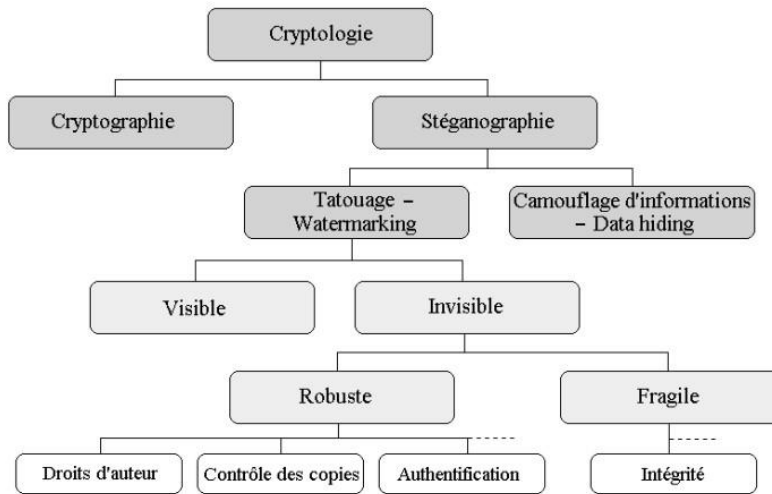 Cryptologie
Cryptographie
Stéganographie
Tatouage –
Watermarking
Camouflage d'informations
– Data hiding
Visible
Invisible
Robuste
Fragile
Droits d'auteur
Contrôle des copies
Authentification
Intégrité